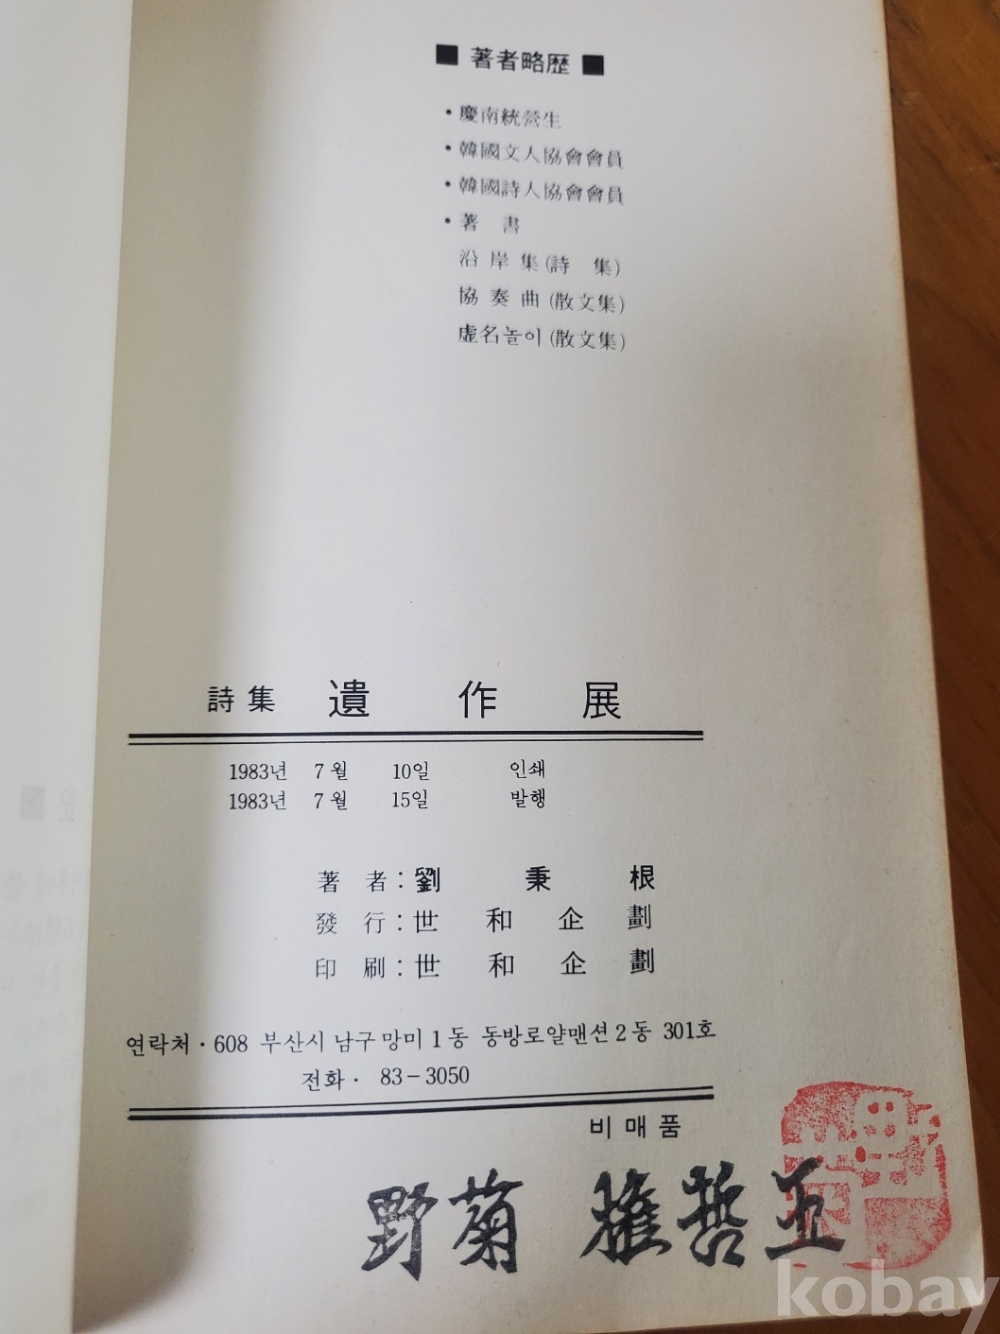 ■ 著者略歴 ■
• 慶南統營生
• 韓國文人協會會員
• 韓國詩人協會會員
• 著 書
沿岸集(詩 集)
協奏曲(散文集)
虛名놀이(散文集)
詩集 遺作展
1983년 7월 10일 인쇄
1983년 7월 15일 발행
著 者 : 劉秉根
發 行 : 世和企劃
印 刷 : 世和企劃
연락처 · 608 부산시 남구 망미 1동 동방로얄맨션 2동 301호
전화 · 83-3050
비매품
野菊 權哲亚
kobay